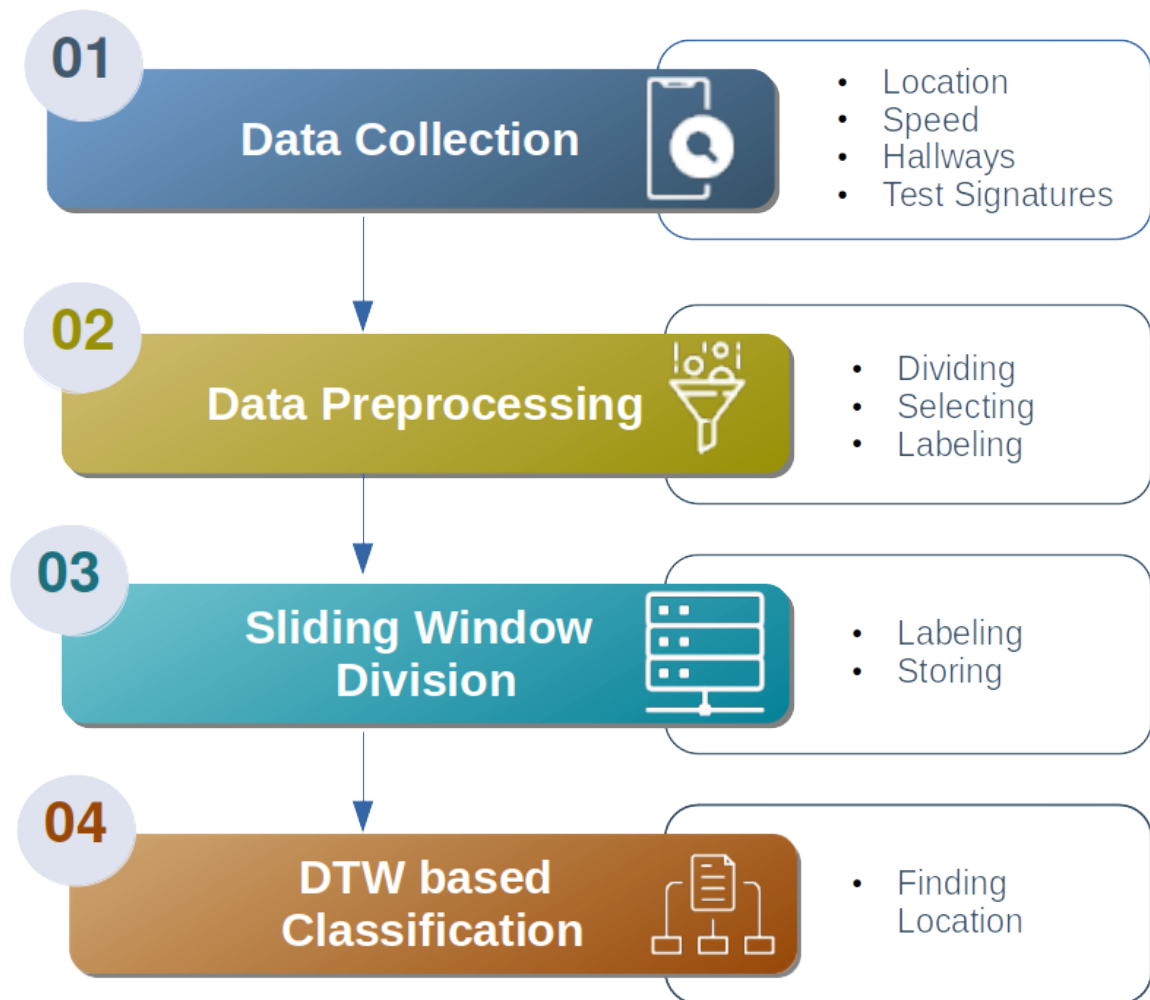 01
Data Collection
• Location
• Speed
• Hallways
• Test Signatures
02
Data Preprocessing
• Dividing
• Selecting
• Labeling
03
Sliding Window
Division
• Labeling
• Storing
04
DTW based
Classification
• Finding
Location